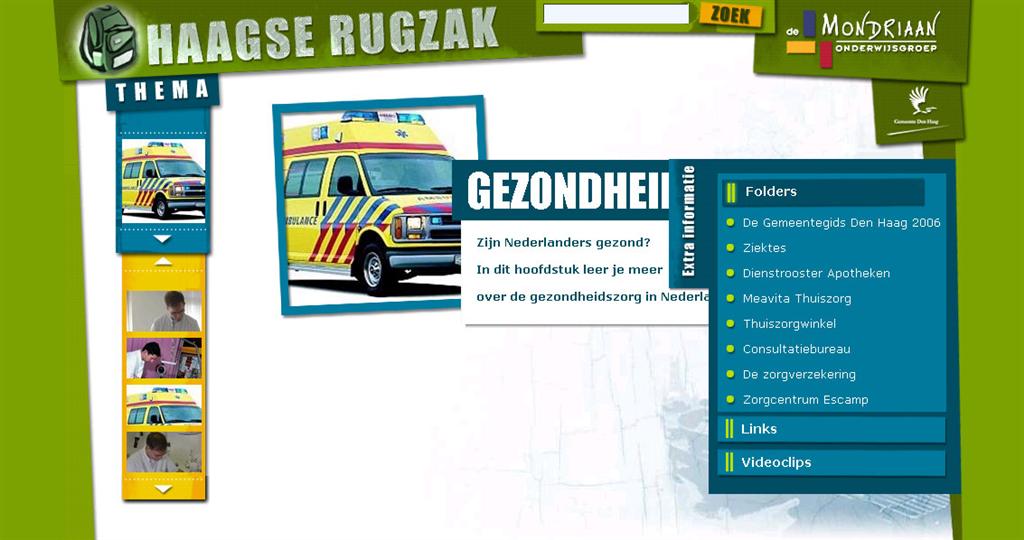 HAAGSE RUGZAK
ZOEK
de MONDRIAAN
ONDERWIJSGROEP
Gemeente Den Haag
THEMA
AMBULANCE
GEZONDHEI
Zijn Nederlanders gezond?
In dit hoofdstuk leer je meer
over de gezondheidszorg in Nederla
Extra informatie
Folders
De Gemeentegids Den Haag 2006
Ziektes
Dienstrooster Apotheken
Meavita Thuiszorg
Thuiszorgwinkel
Consultatiebureau
De zorgverzekering
Zorgcentrum Escamp
Links
Videoclips